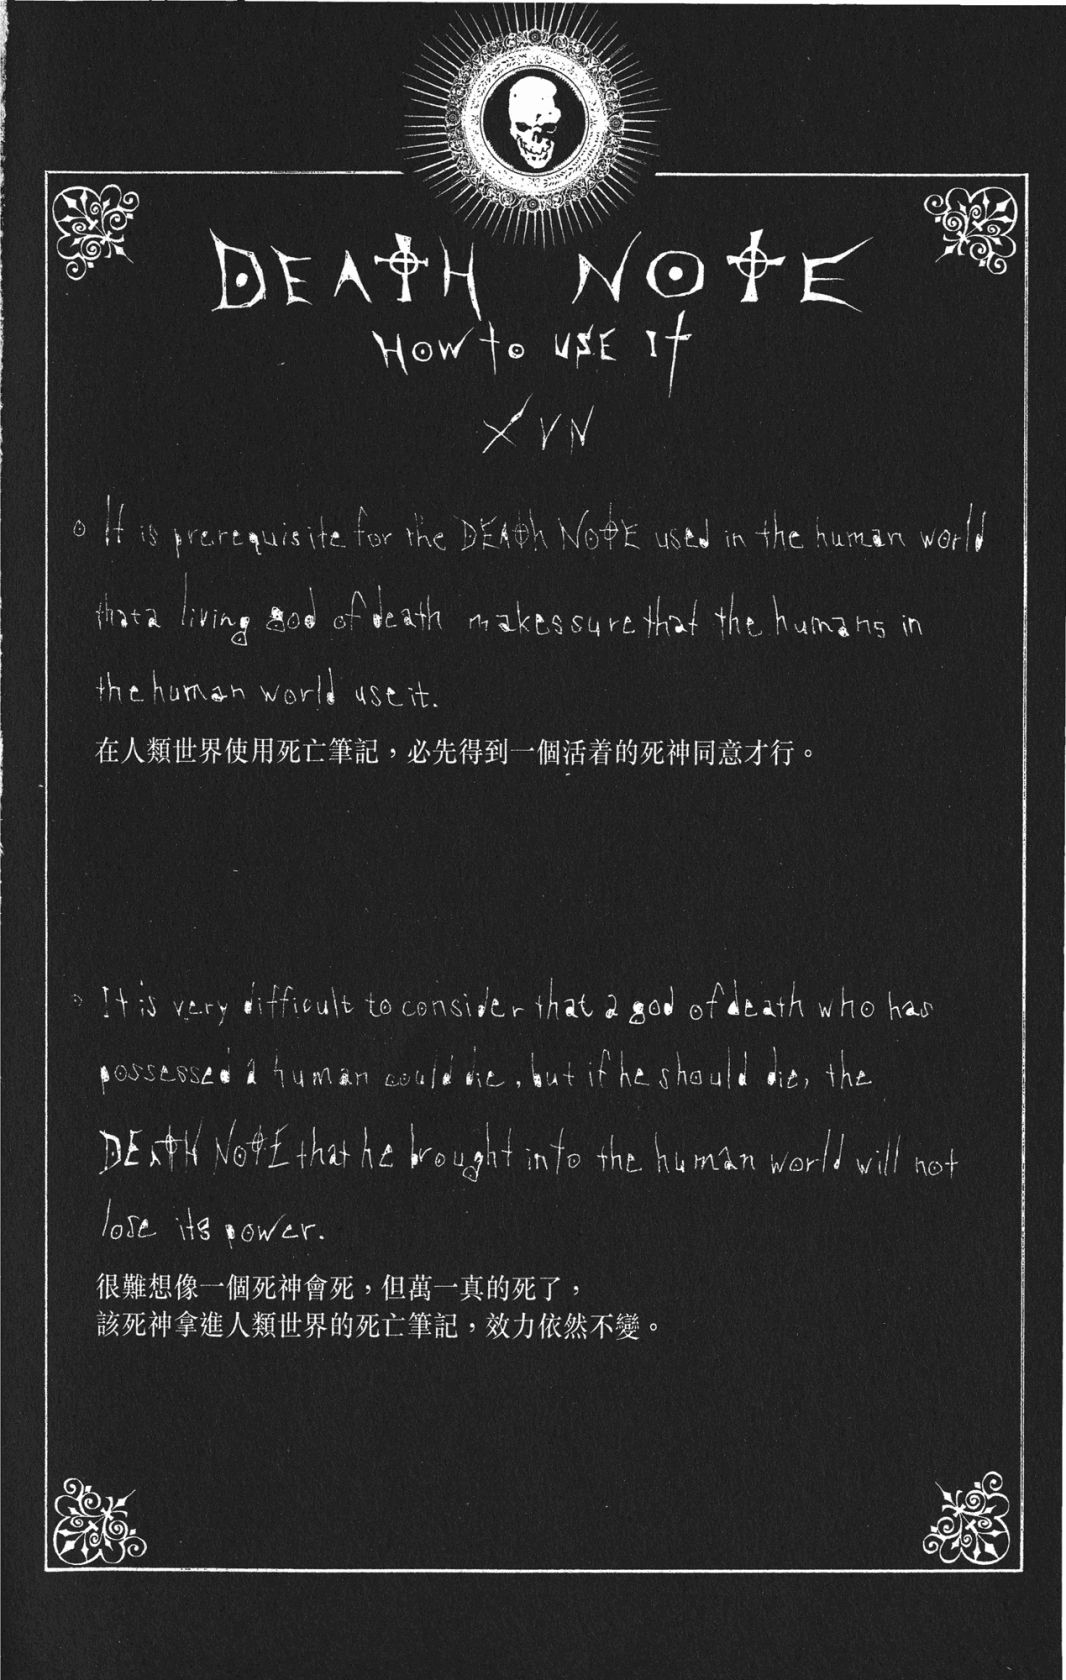 DEATH NOTE
HOW TO USE IT
XVII
It is prerequisite for the DEATH NOTE used in the human world
that a living god of death makes sure that the humans in
the human world use it.
在人類世界使用死亡筆記，必先得到一個活着的死神同意才行。
It is very difficult to consider that a god of death who has
possessed a human could die, but if he should die, the
DEATH NOTE that he brought into the human world will not
lose its power.
很難想像一個死神會死，但萬一真的死了，
該死神拿進人類世界的死亡筆記，效力依然不變。